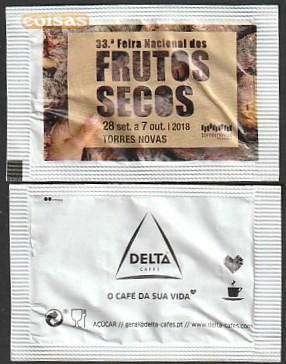 coisas
33.ª Feira Nacional dos
FRUTOS
SECOS
28 set. a 7 out. | 2018
TORRES NOVAS
DELTA
CAFÉS
O CAFÉ DA SUA VIDA
AÇÚCAR // geral@delta-cafes.pt // www.delta-cafes.com